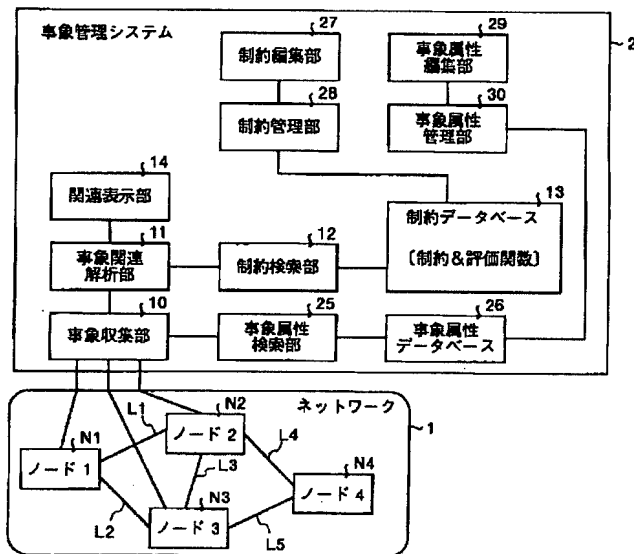 事象管理システム
27
制約編集部
29
事象属性
編集部
2
28
制約管理部
30
事象属性
管理部
14
関連表示部
13
制約データベース
〔制約&評価関数〕
11
事象関連
解析部
12
制約検索部
10
事象収集部
25
事象属性
検索部
26
事象属性
データベース
ネットワーク
1
N1
ノード 1
L1
N2
ノード 2
L4
L3
N4
ノード 4
L2
N3
ノード 3
L5